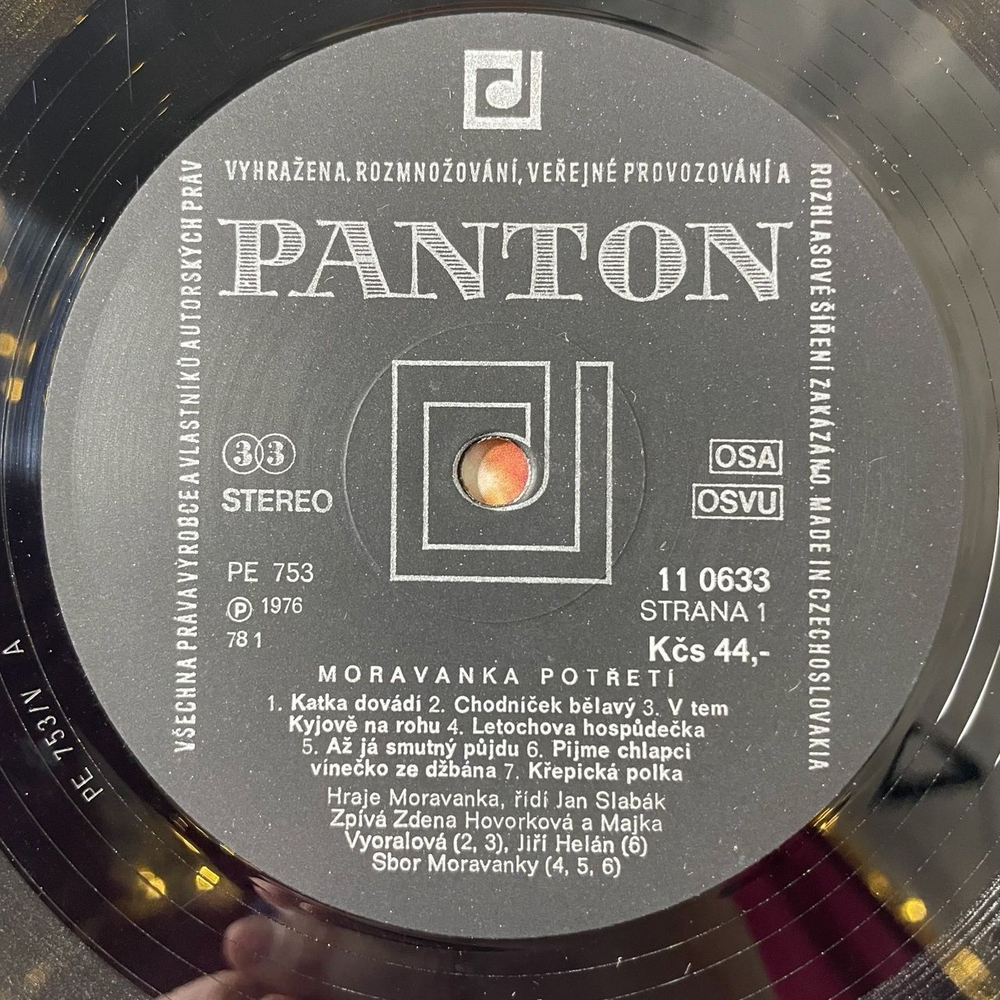 VŠECHNA PRÁVA VÝROBCE A VLASTNÍKŮ AUTORSKÝCH PRÁV
VYHRAŽENA. ROZMNOŽOVÁNÍ, VEŘEJNÉ PROVOZOVÁNÍ A
ROZHLASOVÉ ŠÍŘENÍ ZAKÁZÁNO. MADE IN CZECHOSLOVAKIA
PANTON
33
STEREO
OSA
OSVU
PE 753
Ⓟ 1976
78 1
11 0633
STRANA 1
Kčs 44,-
MORAVANKA POTŘETÍ
1. Katka dovádí 2. Chodníček bělavý 3. V tem
Kyjově na rohu 4. Letochova hospůdečka
5. Až já smutný půjdu 6. Pijme chlapci
vínečko ze džbána 7. Křepická polka
Hraje Moravanka, řídí Jan Slabák
Zpívá Zdena Hovorková a Majka
Vyoralová (2, 3), Jiří Helán (6)
Sbor Moravanky (4, 5, 6)
PE 753/V A